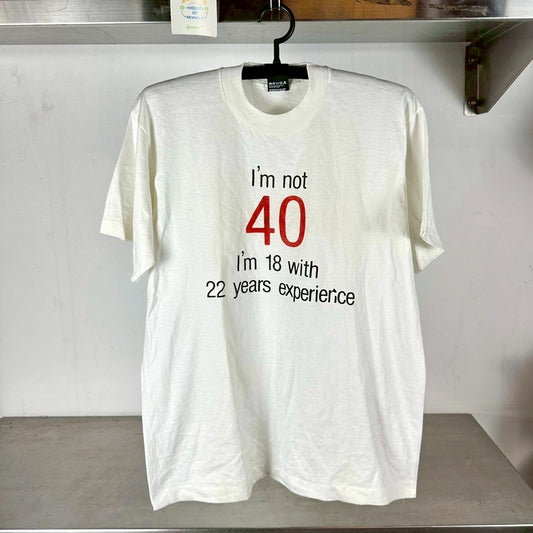 I'm not
40
I'm 18 with
22 years experience